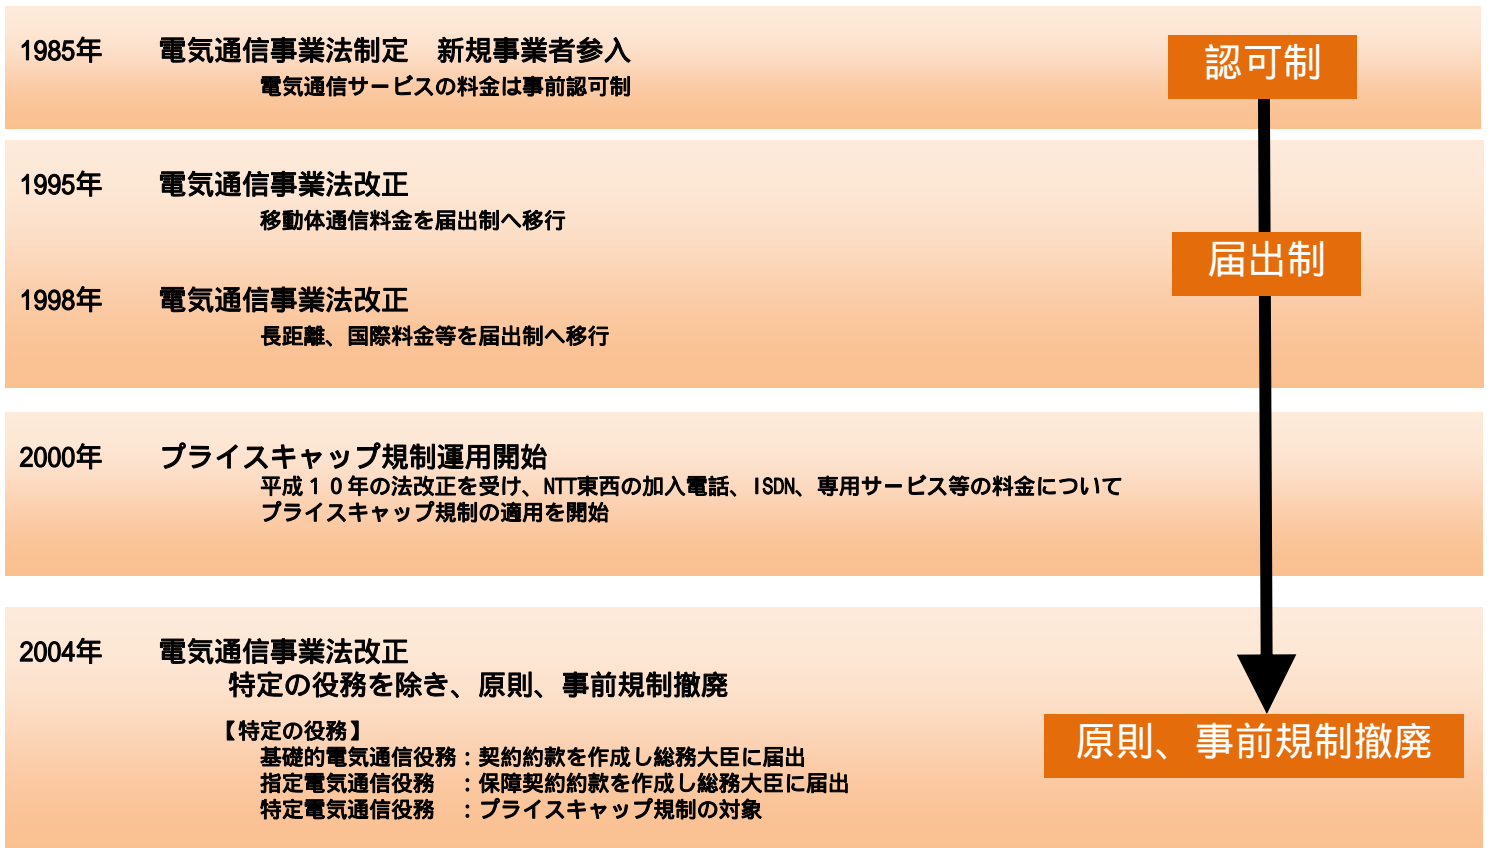 1985年 電気通信事業法制定 新規事業者参入
電気通信サービスの料金は事前認可制
認可制
1995年 電気通信事業法改正
移動体通信料金を届出制へ移行
届出制
1998年 電気通信事業法改正
長距離、国際料金等を届出制へ移行
2000年 プライスキャップ規制運用開始
平成１０年の法改正を受け、NTT東西の加入電話、ISDN、専用サービス等の料金について
プライスキャップ規制の適用を開始
2004年 電気通信事業法改正
特定の役務を除き、原則、事前規制撤廃
【特定の役務】
基礎的電気通信役務：契約約款を作成し総務大臣に届出
指定電気通信役務 ：保障契約約款を作成し総務大臣に届出
特定電気通信役務 ：プライスキャップ規制の対象
原則、事前規制撤廃